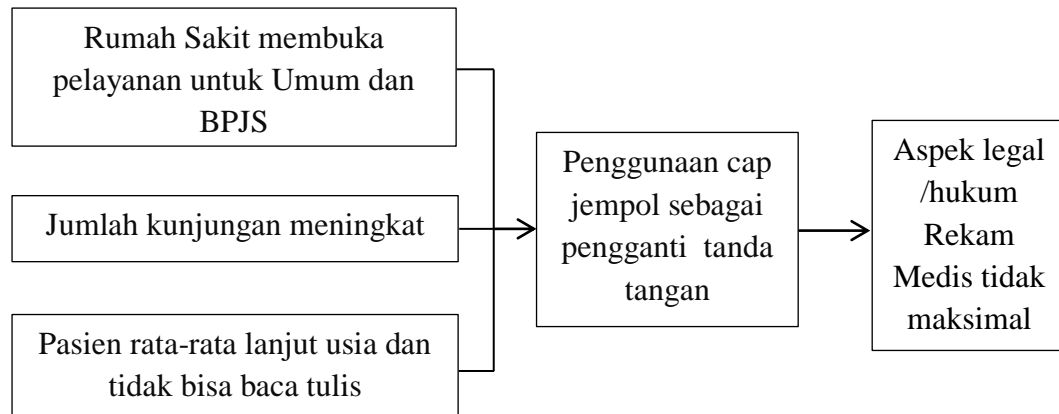 Rumah Sakit membuka
pelayanan untuk Umum dan
BPJS
Jumlah kunjungan meningkat
Pasien rata-rata lanjut usia dan
tidak bisa baca tulis
Penggunaan cap
jempol sebagai
pengganti tanda
tangan
Aspek legal
/hukum
Rekam
Medis tidak
maksimal